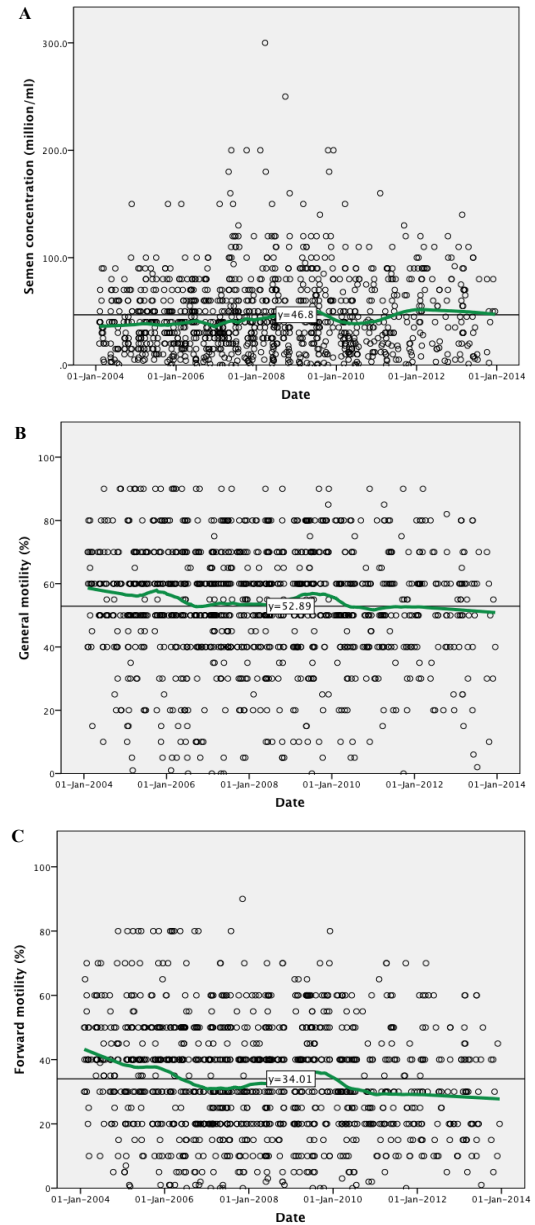 A
300.0
200.0
100.0
.0
Semen concentration (million/ml)
y=46.8
01-Jan-2004 01-Jan-2006 01-Jan-2008 01-Jan-2010 01-Jan-2012 01-Jan-2014
Date
B
100
80
60
40
20
0
General motility (%)
y=52.89
01-Jan-2004 01-Jan-2006 01-Jan-2008 01-Jan-2010 01-Jan-2012 01-Jan-2014
Date
C
100
80
60
40
20
0
Forward motility (%)
y=34.01
01-Jan-2004 01-Jan-2006 01-Jan-2008 01-Jan-2010 01-Jan-2012 01-Jan-2014
Date